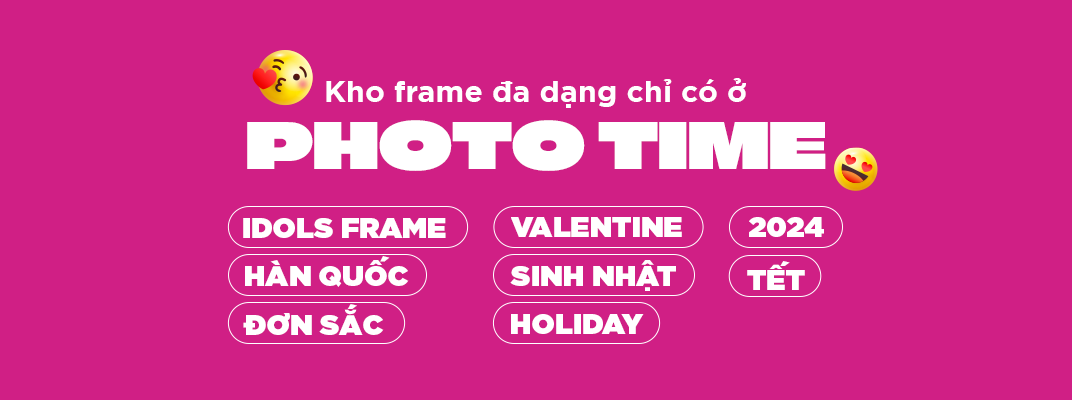 Kho frame đa dạng chỉ có ở
PHOTO TIME
IDOLS FRAME
VALENTINE
2024
HÀN QUỐC
SINH NHẬT
TẾT
ĐƠN SẮC
HOLIDAY